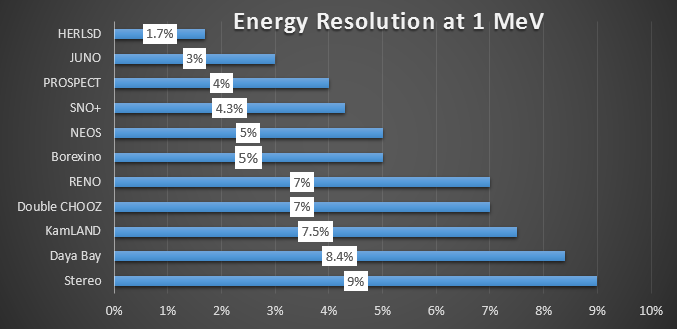 Energy Resolution at 1 MeV
HERLSD 1.7%
JUNO 3%
PROSPECT 4%
SNO+ 4.3%
NEOS 5%
Borexino 5%
RENO 7%
Double CHOOZ 7%
KamLAND 7.5%
Daya Bay 8.4%
Stereo 9%
0% 1% 2% 3% 4% 5% 6% 7% 8% 9% 10%